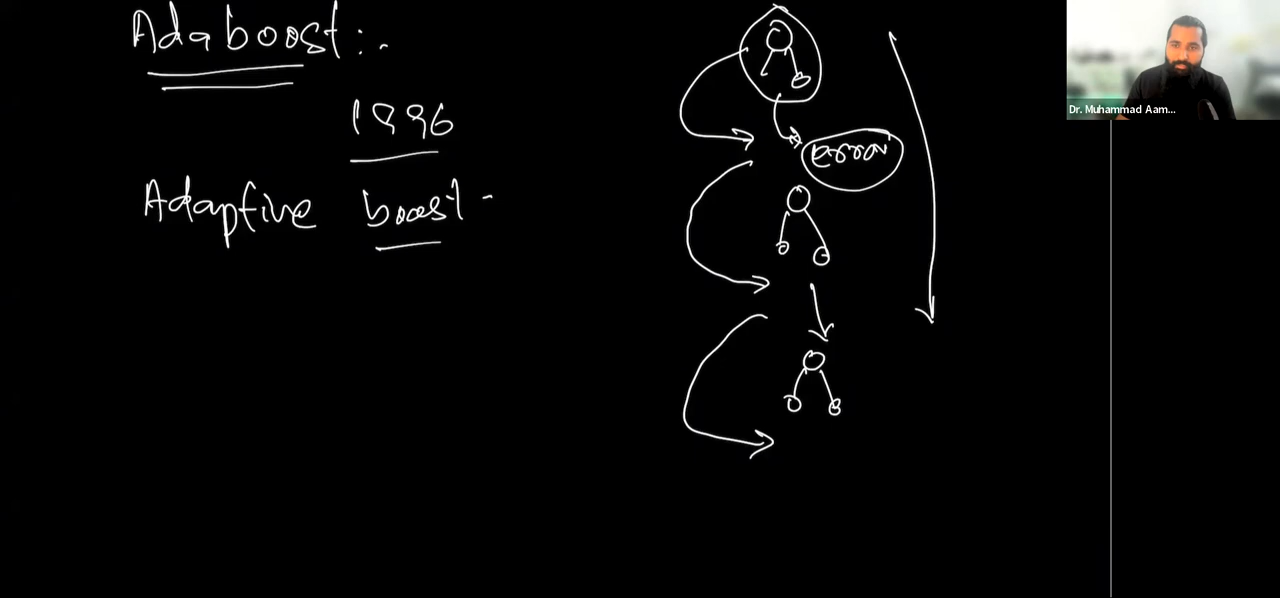 Adaboost :.
1996
Adaptive boost -
error
Dr. Muhammad Aam...